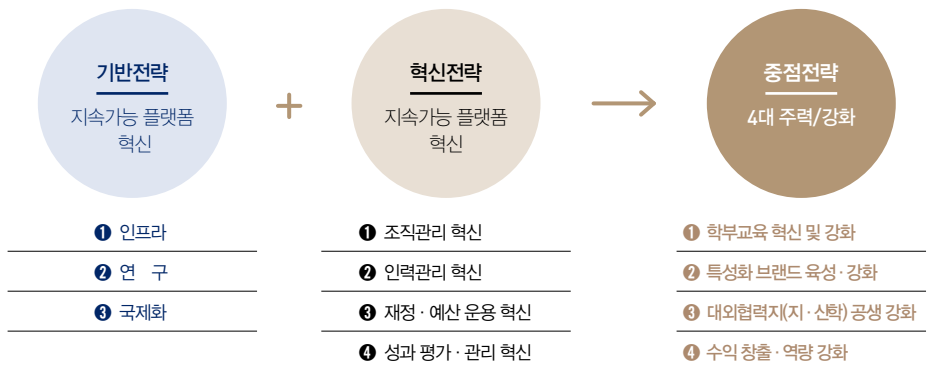 기반전략
지속가능 플랫폼
혁신
+
혁신전략
지속가능 플랫폼
혁신
중점전략
4대 주력/강화
❶ 인프라
❷ 연 구
❸ 국제화
❶ 조직관리 혁신
❷ 인력관리 혁신
❸ 재정 · 예산 운용 혁신
❹ 성과 평가 · 관리 혁신
❶ 학부교육 혁신 및 강화
❷ 특성화 브랜드 육성 · 강화
❸ 대외협력지(지 · 산학) 공생 강화
❹ 수익 창출 · 역량 강화